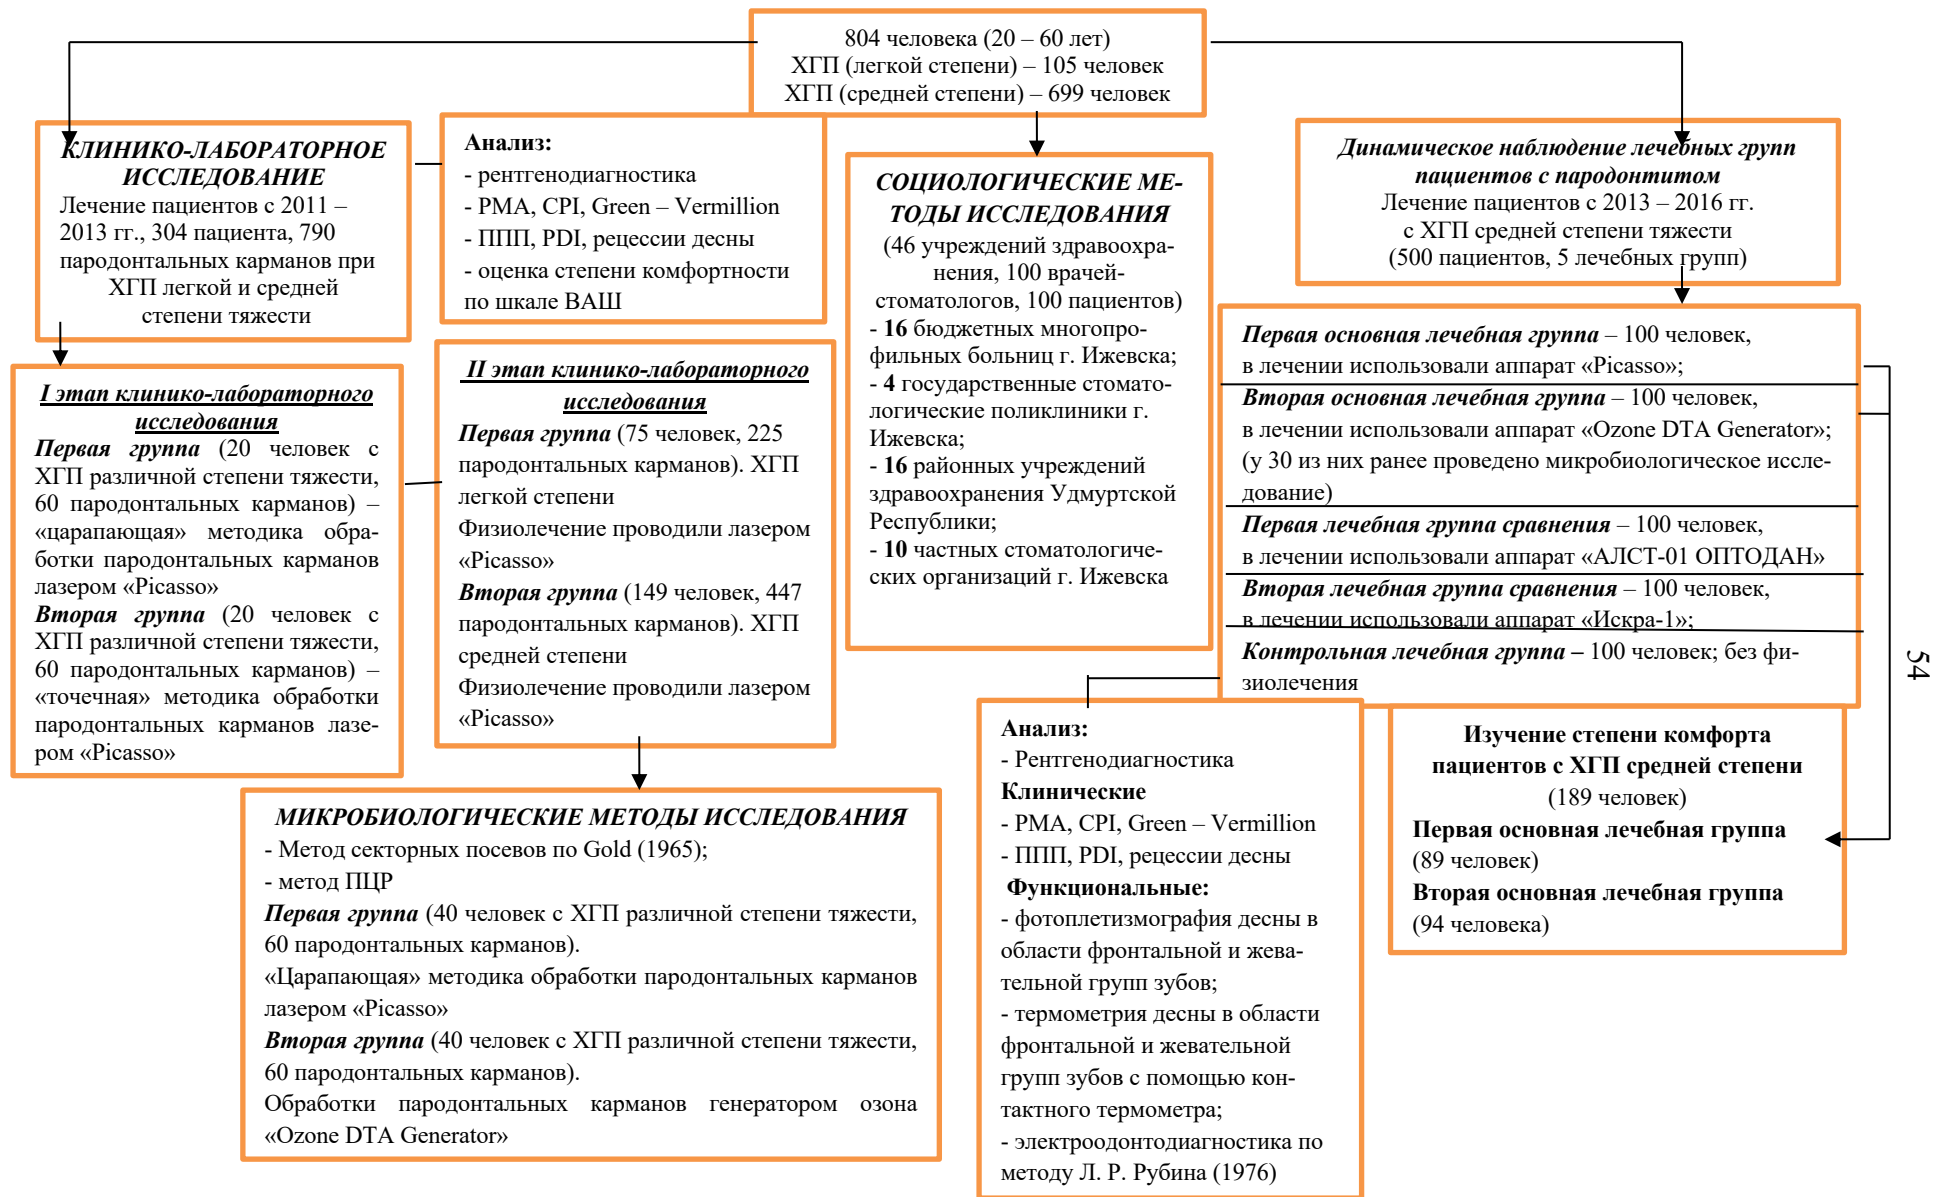 804 человека (20 – 60 лет)
ХГП (легкой степени) – 105 человек
ХГП (средней степени) – 699 человек
КЛИНИКО-ЛАБОРАТОРНОЕ
ИССЛЕДОВАНИЕ
Лечение пациентов с 2011 –
2013 гг., 304 пациента, 790
пародонтальных карманов при
ХГП легкой и средней
степени тяжести
Анализ:
- рентгенодиагностика
- PMA, CPI, Green – Vermillion
- ППП, PDI, рецессии десны
- оценка степени комфортности
по шкале ВАШ
I этап клинико-лабораторного
исследования
Первая группа (20 человек с
ХГП различной степени тяжести,
60 пародонтальных карманов) –
«царапающая» методика обра-
ботки пародонтальных карманов
лазером «Picasso»
Вторая группа (20 человек с
ХГП различной степени тяжести,
60 пародонтальных карманов) –
«точечная» методика обработки
пародонтальных карманов лазе-
ром «Picasso»
II этап клинико-лабораторного
исследования
Первая группа (75 человек, 225
пародонтальных карманов). ХГП
легкой степени
Физиолечение проводили лазером
«Picasso»
Вторая группа (149 человек, 447
пародонтальных карманов). ХГП
средней степени
Физиолечение проводили лазером
«Picasso»
МИКРОБИОЛОГИЧЕСКИЕ МЕТОДЫ ИССЛЕДОВАНИЯ
- Метод секторных посевов по Gold (1965);
- метод ПЦР
Первая группа (40 человек с ХГП различной степени тяжести,
60 пародонтальных карманов).
«Царапающая» методика обработки пародонтальных карманов
лазером «Picasso»
Вторая группа (40 человек с ХГП различной степени тяжести,
60 пародонтальных карманов).
Обработки пародонтальных карманов генератором озона
«Ozone DTA Generator»
СОЦИОЛОГИЧЕСКИЕ МЕ-
ТОДЫ ИССЛЕДОВАНИЯ
(46 учреждений здравоохра-
нения, 100 врачей-
стоматологов, 100 пациентов)
- 16 бюджетных многопро-
фильных больниц г. Ижевска;
- 4 государственные стомато-
логические поликлиники г.
Ижевска;
- 16 районных учреждений
здравоохранения Удмуртской
Республики;
- 10 частных стоматологиче-
ских организаций г. Ижевска
Динамическое наблюдение лечебных групп
пациентов с пародонтитом
Лечение пациентов с 2013 – 2016 гг.
с ХГП средней степени тяжести
(500 пациентов, 5 лечебных групп)
Первая основная лечебная группа – 100 человек,
в лечении использовали аппарат «Picasso»;
Вторая основная лечебная группа – 100 человек,
в лечении использовали аппарат «Ozone DTA Generator»;
(у 30 из них ранее проведено микробиологическое иссле-
дование)
Первая лечебная группа сравнения – 100 человек,
в лечении использовали аппарат «АЛСТ-01 ОПТОДАН»
Вторая лечебная группа сравнения – 100 человек,
в лечении использовали аппарат «Искра-1»;
Контрольная лечебная группа – 100 человек; без фи-
зиолечения
Анализ:
- Рентгенодиагностика
Клинические
- PMA, CPI, Green – Vermillion
- ППП, PDI, рецессии десны
Функциональные:
- фотоплетизмография десны в
области фронтальной и жева-
тельной групп зубов;
- термометрия десны в области
фронтальной и жевательной
групп зубов с помощью кон-
тактного термометра;
- электроодонтодиагностика по
методу Л. Р. Рубина (1976)
Изучение степени комфорта
пациентов с ХГП средней степени
(189 человек)
Первая основная лечебная группа
(89 человек)
Вторая основная лечебная группа
(94 человека)
54